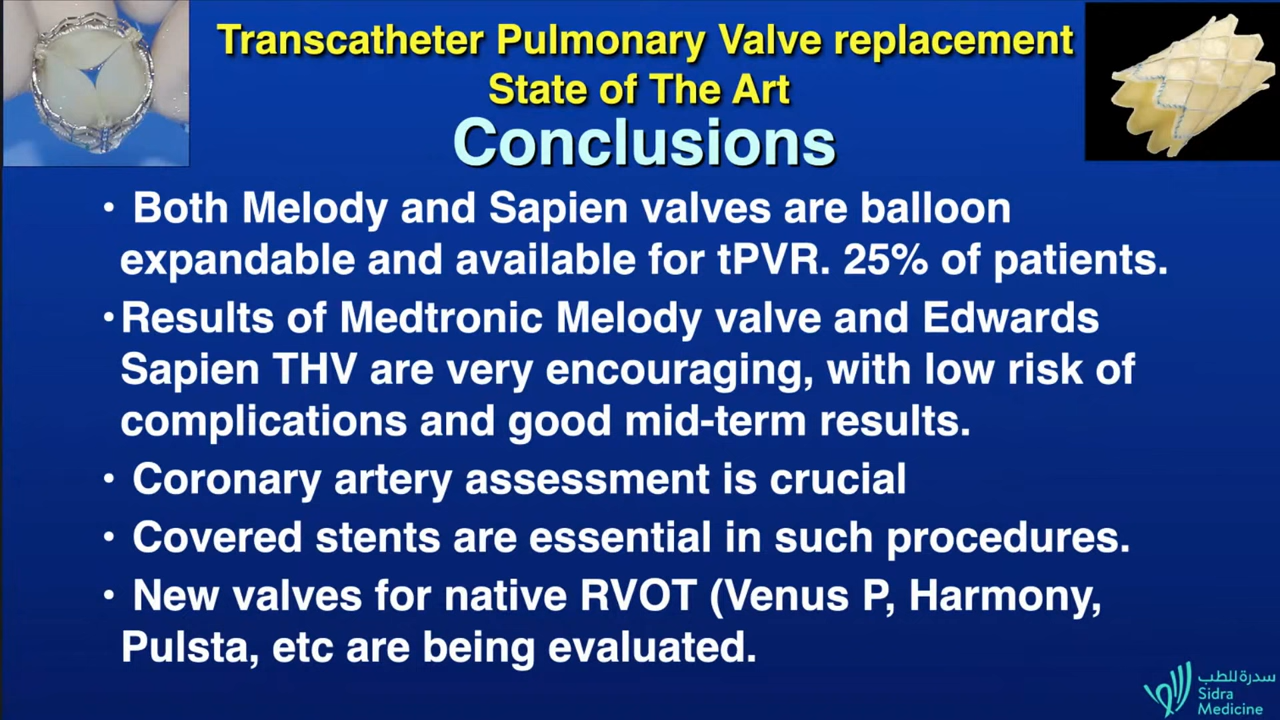 Transcatheter Pulmonary Valve replacement
State of The Art
Conclusions
• Both Melody and Sapien valves are balloon
expandable and available for tPVR. 25% of patients.
•Results of Medtronic Melody valve and Edwards
Sapien THV are very encouraging, with low risk of
complications and good mid-term results.
• Coronary artery assessment is crucial
• Covered stents are essential in such procedures.
• New valves for native RVOT (Venus P, Harmony,
Pulsta, etc are being evaluated.
سدرة للطب
Sidra
Medicine